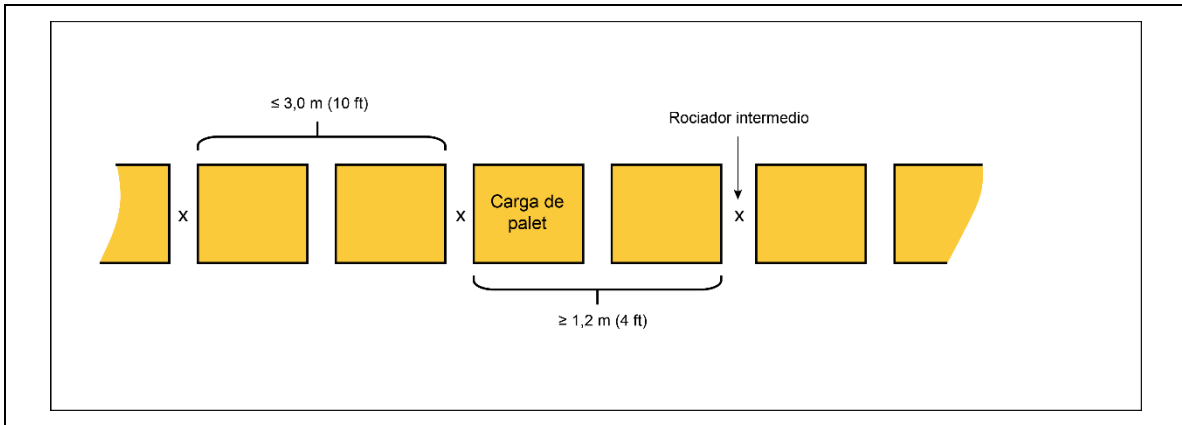 ≤ 3,0 m (10 ft)
Rociador intermedio
x
x
Carga de
palet
x
≥ 1,2 m (4 ft)